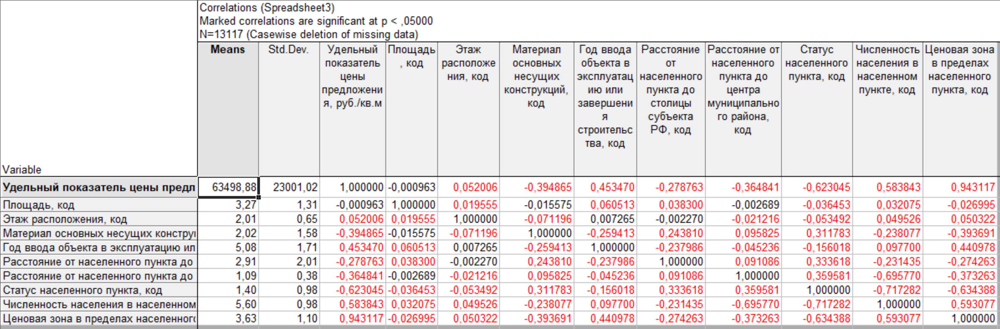 Correlations (Spreadsheet3)
Marked correlations are significant at p < ,05000
N=13117 (Casewise deletion of missing data)
Variable
Means
Std.Dev.
Удельный
показатель
цены
предложени
я, руб./кв.м
Площадь
, код
Этаж
расположе
ния, код
Материал
основных
несущих
конструкций,
код
Год ввода
объекта в
эксплуатац
ию или
завершени
я
строительс
тва, код
Расстояние
от
населенного
пункта до
столицы
субъекта
РФ, код
Расстояние от
населенного
пункта до
центра
муниципально
го района,
код
Статус
населенного
пункта, код
Численность
населения в
населенном
пункте, код
Ценовая зона
в пределах
населенного
пункта, код
Удельный показатель цены предл 63498,88 23001,02 1,000000 -0,000963 0,052006 -0,394865 0,453470 -0,278763 -0,364841 -0,623045 0,583843 0,943117
Площадь, код 3,27 1,31 -0,000963 1,000000 0,019555 -0,015575 0,060513 0,038300 -0,002689 -0,036453 0,032075 -0,026995
Этаж расположения, код 2,01 0,65 0,052006 0,019555 1,000000 -0,071196 0,007265 -0,002270 -0,021216 -0,053492 0,049526 0,050322
Материал основных несущих констру 2,02 1,58 -0,394865 -0,015575 -0,071196 1,000000 -0,259413 0,243810 0,095825 0,311783 -0,238077 -0,393691
Год ввода объекта в эксплуатацию ил 5,08 1,71 0,453470 0,060513 0,007265 -0,259413 1,000000 -0,237986 -0,045236 -0,156018 0,097700 0,440978
Расстояние от населенного пункта до 2,91 2,01 -0,278763 0,038300 -0,002270 0,243810 -0,237986 1,000000 0,091086 0,333618 -0,231435 -0,274263
Расстояние от населенного пункта до 1,09 0,38 -0,364841 -0,002689 -0,021216 0,095825 -0,045236 0,091086 1,000000 0,359581 -0,695770 -0,373263
Статус населенного пункта, код 1,40 0,98 -0,623045 -0,036453 -0,053492 0,311783 -0,156018 0,333618 0,359581 1,000000 -0,717282 -0,634388
Численность населения в населенном 5,60 0,98 0,583843 0,032075 0,049526 -0,238077 0,097700 -0,231435 -0,695770 -0,717282 1,000000 0,593077
Ценовая зона в пределах населенног 3,63 1,10 0,943117 -0,026995 0,050322 -0,393691 0,440978 -0,274263 -0,373263 -0,634388 0,593077 1,000000